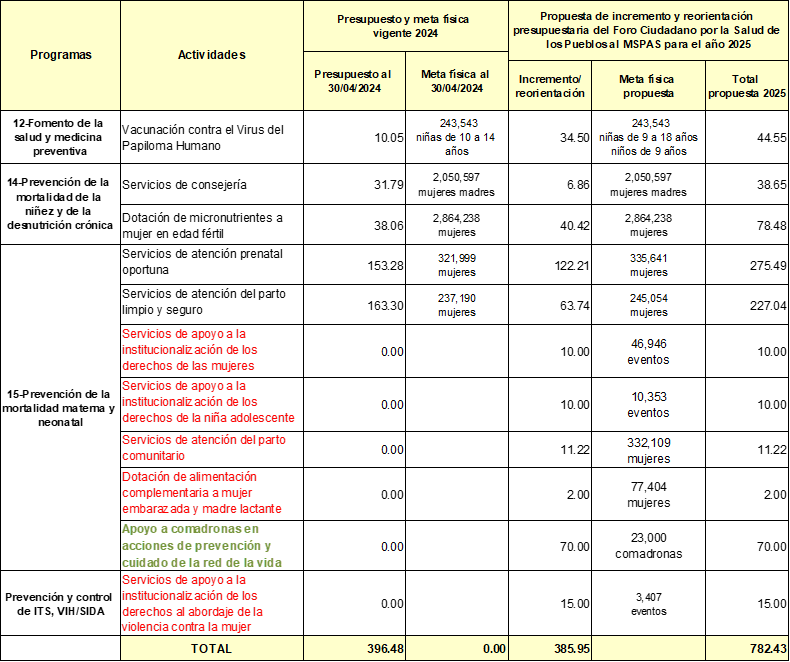 Programas
Actividades
Presupuesto y meta física
vigente 2024
Propuesta de incremento y reorientación
presupuestaria del Foro Ciudadano por la Salud de
los Pueblos al MSPAS para el año 2025
Presupuesto al
30/04/2024
Meta física al
30/04/2024
Incremento/
reorientación
Meta física
propuesta
Total
propuesta 2025
12-Fomento de la
salud y medicina
preventiva
Vacunación contra el Virus del
Papiloma Humano
10.05
243,543
niñas de 10 a 14
años
34.50
243,543
niñas de 9 a 18 años
niños de 9 años
44.55
14-Prevención de la
mortalidad de la
niñez y de la
desnutrición crónica
Servicios de consejería
31.79
2,050,597
mujeres madres
6.86
2,050,597
mujeres madres
38.65
Dotación de micronutrientes a
mujer en edad fértil
38.06
2,864,238
mujeres
40.42
2,864,238
mujeres
78.48
15-Prevención de la
mortalidad materna y
neonatal
Servicios de atención prenatal
oportuna
153.28
321,999
mujeres
122.21
335,641
mujeres
275.49
Servicios de atención del parto
limpio y seguro
163.30
237,190
mujeres
63.74
245,054
mujeres
227.04
Servicios de apoyo a la
institucionalización de los
derechos de las mujeres
0.00
10.00
46,946
eventos
10.00
Servicios de apoyo a la
institucionalización de los
derechos de la niña adolescente
0.00
10.00
10,353
eventos
10.00
Servicios de atención del parto
comunitario
0.00
11.22
332,109
mujeres
11.22
Dotación de alimentación
complementaria a mujer
embarazada y madre lactante
0.00
2.00
77,404
mujeres
2.00
Apoyo a comadronas en
acciones de prevención y
cuidado de la red de la vida
0.00
70.00
23,000
comadronas
70.00
Prevención y control
de ITS, VIH/SIDA
Servicios de apoyo a la
institucionalización de los
derechos al abordaje de la
violencia contra la mujer
0.00
15.00
3,407
eventos
15.00
TOTAL
396.48
0.00
385.95
782.43